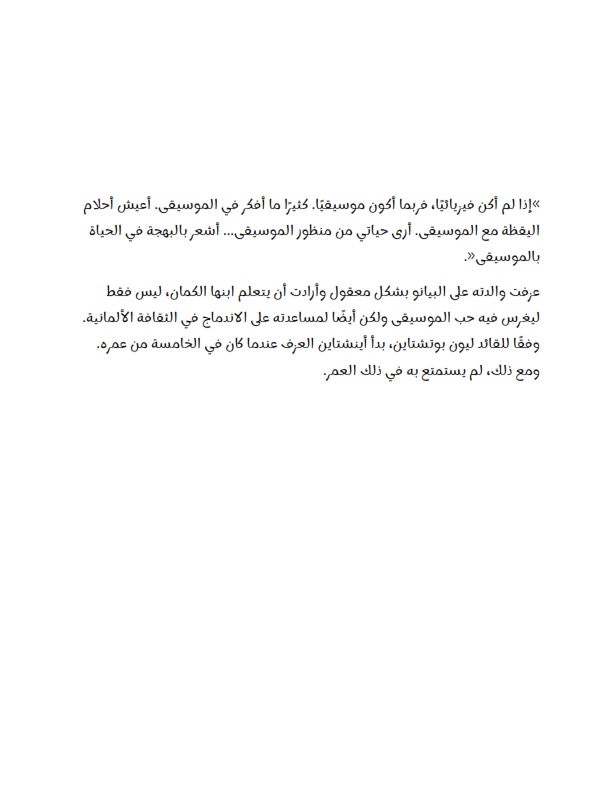 »إذا لم أكن فيزيائيًا، فربما أكون موسيقيًا. كثيرًا ما أفكر في الموسيقى. أعيش أحلام
اليقظة مع الموسيقى. أرى حياتي من منظور الموسيقى... أشعر بالبهجة في الحياة
بالموسيقى«.
عزفت والدته على البيانو بشكل معقول وأرادت أن يتعلم ابنها الكمان، ليس فقط
ليغرس فيه حب الموسيقى ولكن أيضًا لمساعدته على الاندماج في الثقافة الألمانية.
وفقًا للقائد ليون بوتشتاين، بدأ أينشتاين العزف عندما كان في الخامسة من عمره.
ومع ذلك، لم يستمتع به في ذلك العمر.